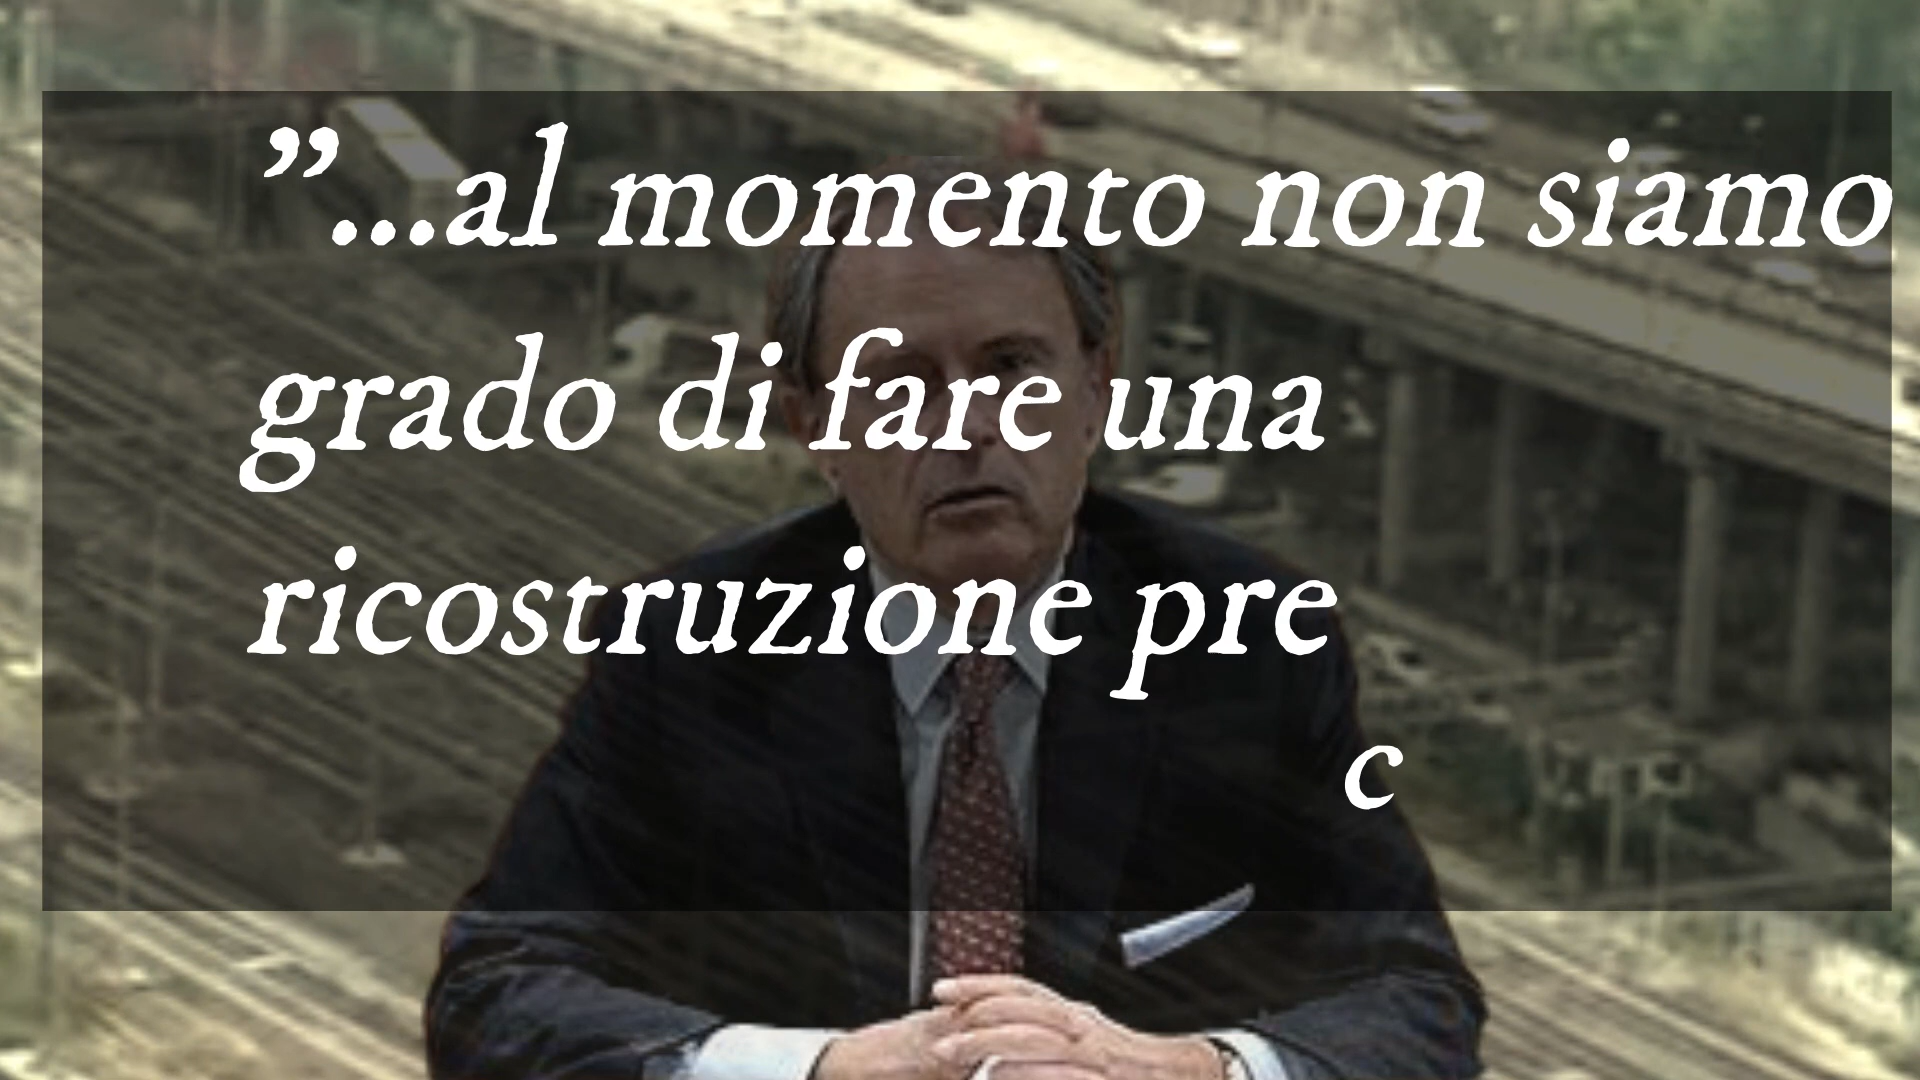 ”...al momento non siamo
grado di fare una
ricostruzione pre
c